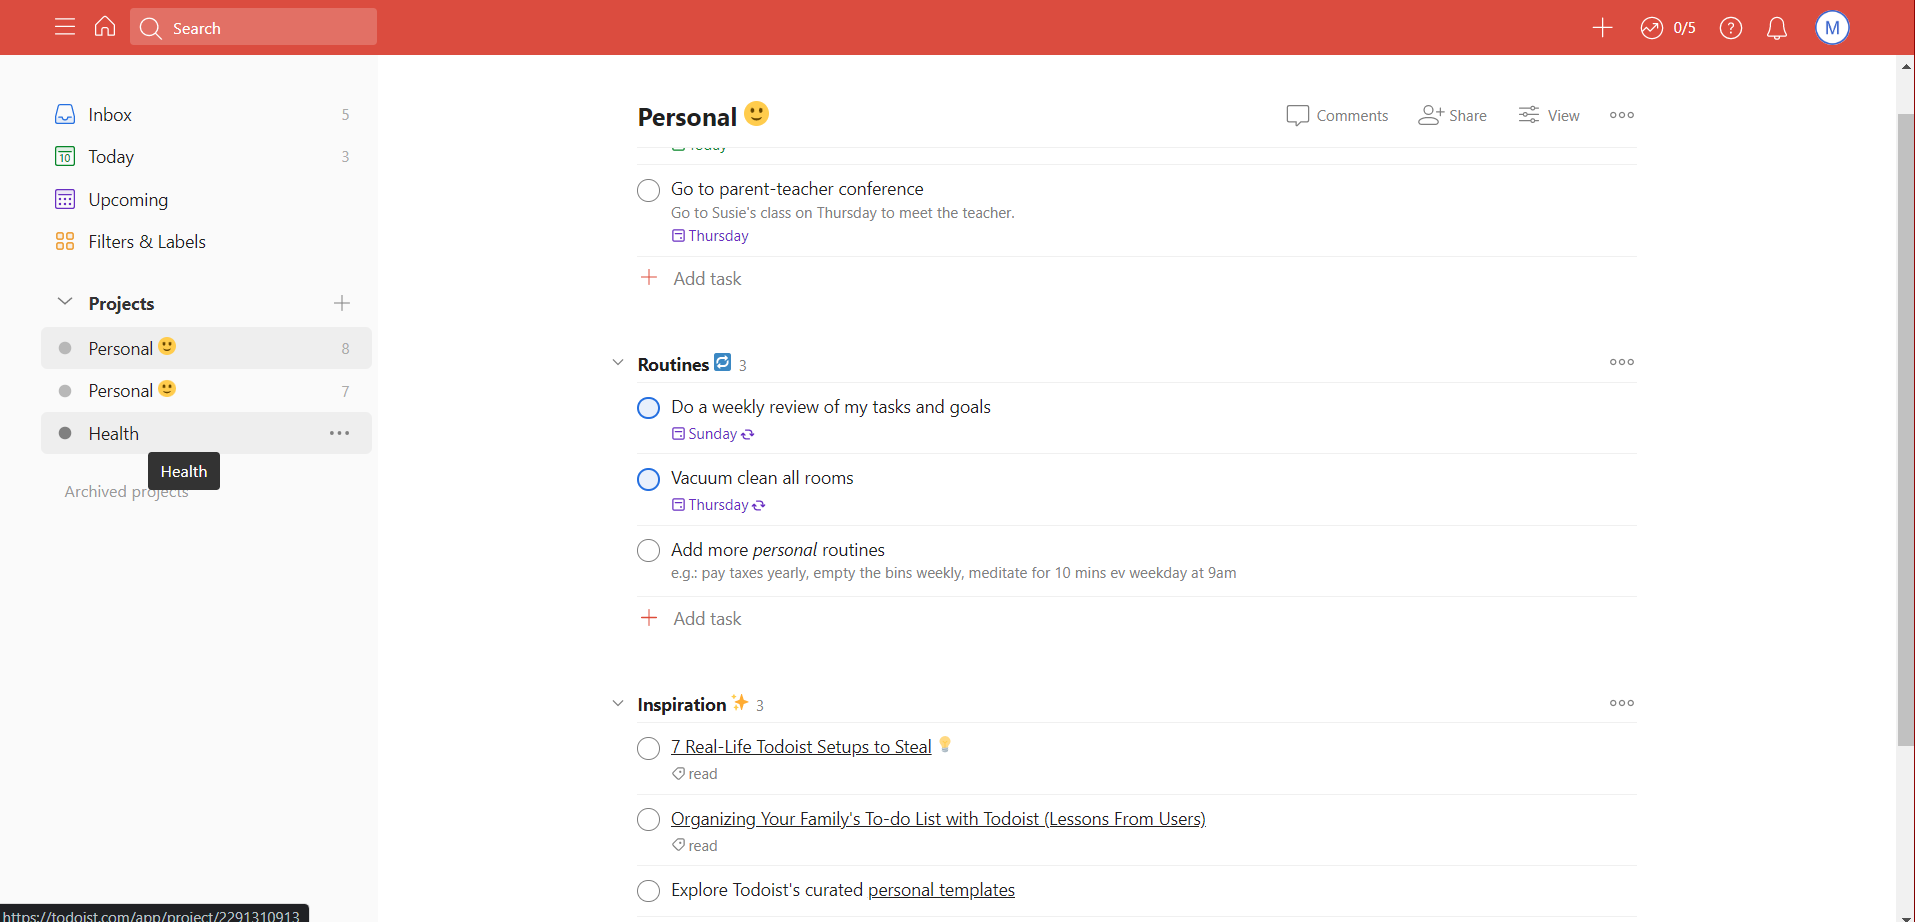 Search
0/5
M
Inbox 5
10 Today 3
Upcoming
Filters & Labels
Projects
Personal 8
Personal 7
Health
Health
Archived projects
Personal
Comments Share View
Today
Go to parent-teacher conference
Go to Susie's class on Thursday to meet the teacher.
Thursday
Add task
Routines 3
Do a weekly review of my tasks and goals
Sunday
Vacuum clean all rooms
Thursday
Add more personal routines
e.g.: pay taxes yearly, empty the bins weekly, meditate for 10 mins ev weekday at 9am
Add task
Inspiration 3
7 Real-Life Todoist Setups to Steal
read
Organizing Your Family's To-do List with Todoist (Lessons From Users)
read
Explore Todoist's curated personal templates
https://todoist.com/app/project/2291310913